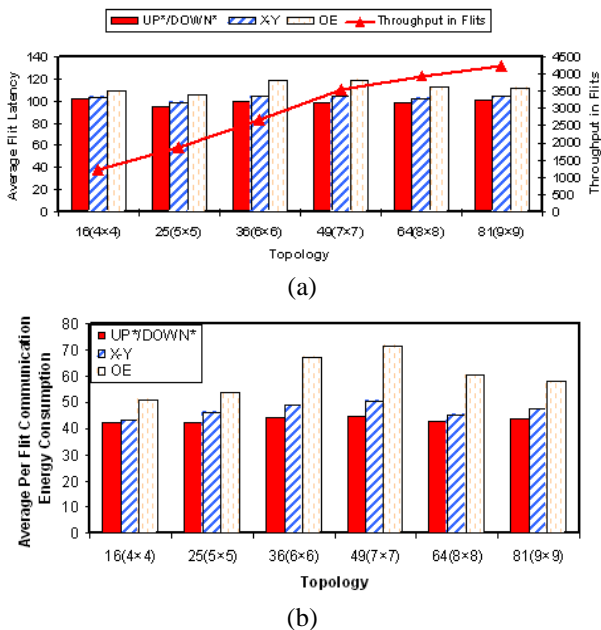 UP*/DOWN* X-Y OE Throughput in Flits
Average Flit Latency
140
120
100
80
60
40
20
0
4500
4000
3500
3000
2500
2000
1500
1000
500
0
Throughput in Flits
16(4×4) 25(5×5) 36(6×6) 49(7×7) 64(8×8) 81(9×9)
Topology
(a)
Average Per Flit Communication
Energy Consumption
80
70
60
50
40
30
20
10
0
UP*/DOWN*
X-Y
OE
16(4×4) 25(5×5) 36(6×6) 49(7×7) 64(8×8) 81(9×9)
Topology
(b)